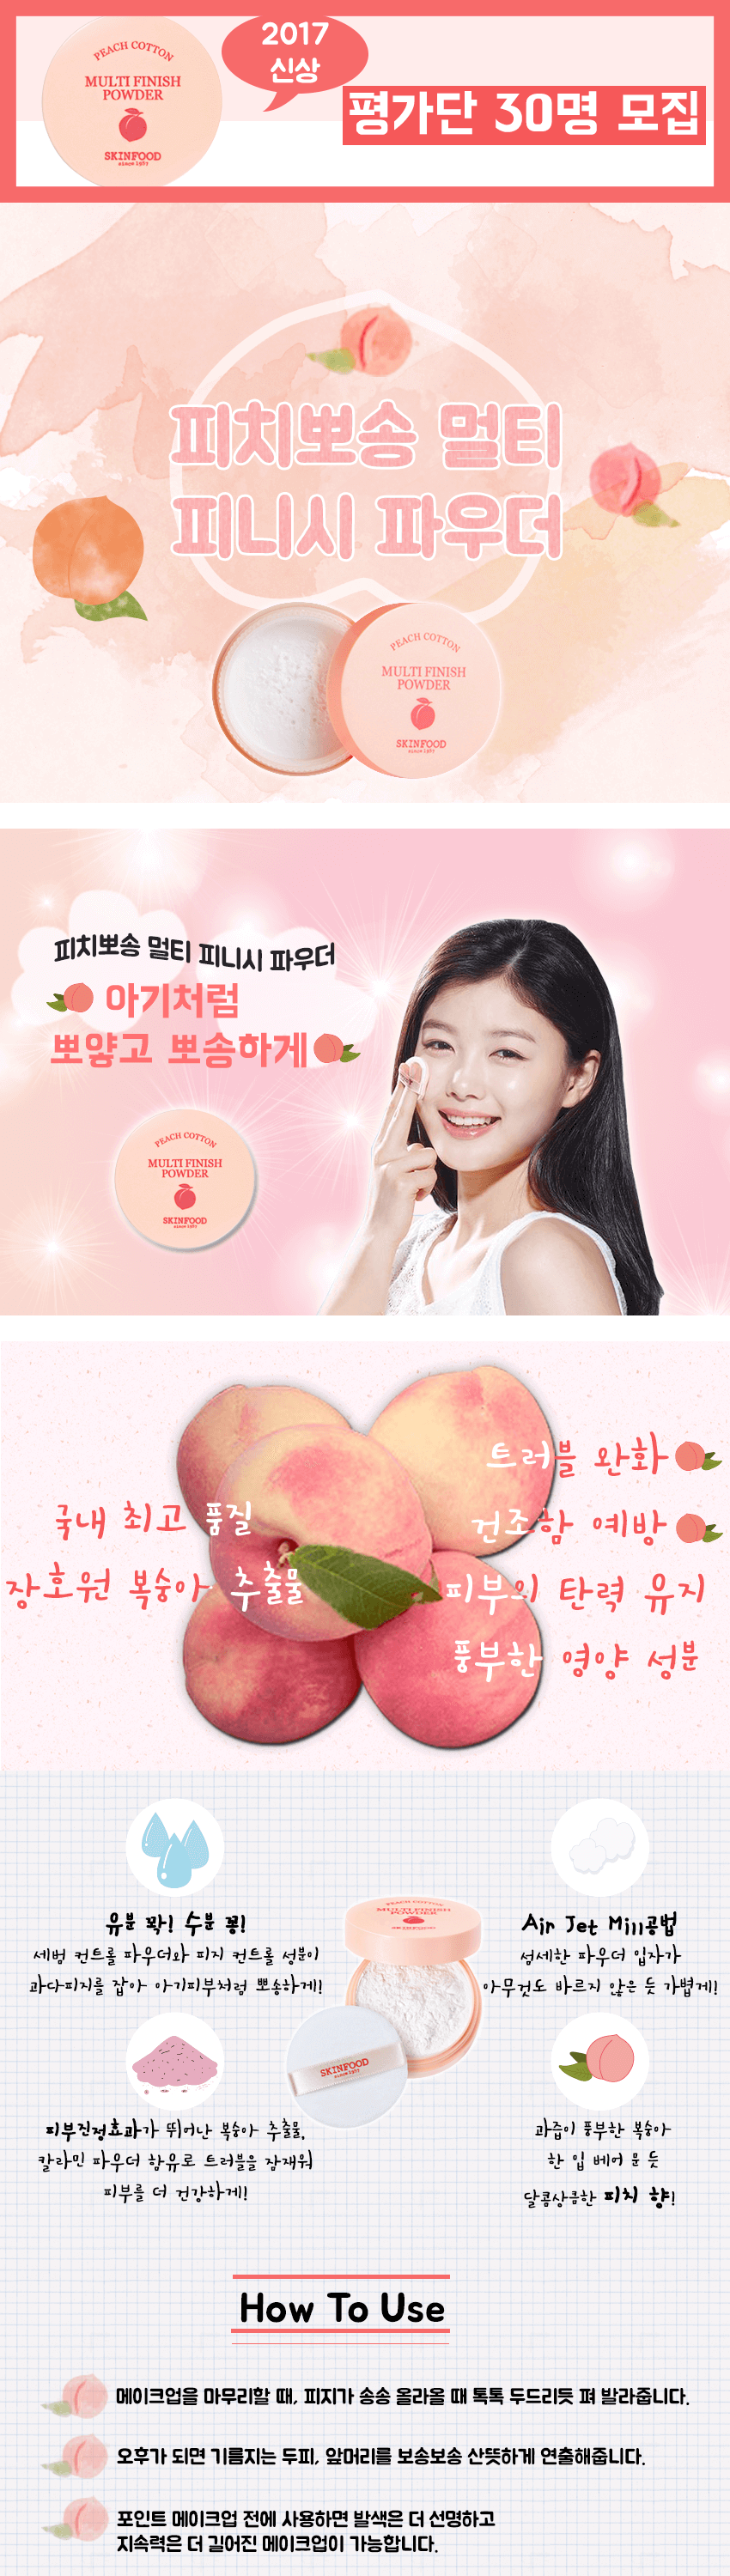 PEACH COTTON
MULTI FINISH
POWDER
SKINFOOD
since 1957
2017
신상
평가단 30명 모집
피치뽀송 멀티
피니시 파우더
PEACH COTTON
MULTI FINISH
POWDER
SKINFOOD
since 1957
피치뽀송 멀티 피니시 파우더
아기처럼
뽀얗고 뽀송하게
PEACH COTTON
MULTI FINISH
POWDER
SKINFOOD
since 1957
국내 최고 품질
장호원 복숭아 추출물
트러블 완화
건조함 예방
피부의 탄력 유지
풍부한 영양 성분
유분 꽉! 수분 꽁!
세범 컨트롤 파우더와 피지 컨트롤 성분이
과다피지를 잡아 아기피부처럼 뽀송하게!
Air Jet Mill공법
섬세한 파우더 입자가
아무것도 바르지 않은 듯 가볍게!
PEACH COTTON
MULTI FINISH
POWDER
SKINFOOD
since 1957
피부진정효과가 뛰어난 복숭아 추출물,
칼라민 파우더 함유로 트러블을 잠재워
피부를 더 건강하게!
과즙이 풍부한 복숭아
한 입 베어 문 듯
달콤상큼한 피치 향!
How To Use
메이크업을 마무리할 때, 피지가 송송 올라올 때 톡톡 두드리듯 펴 발라줍니다.
오후가 되면 기름지는 두피, 앞머리를 보송보송 산뜻하게 연출해줍니다.
포인트 메이크업 전에 사용하면 발색은 더 선명하고
지속력은 더 길어진 메이크업이 가능합니다.